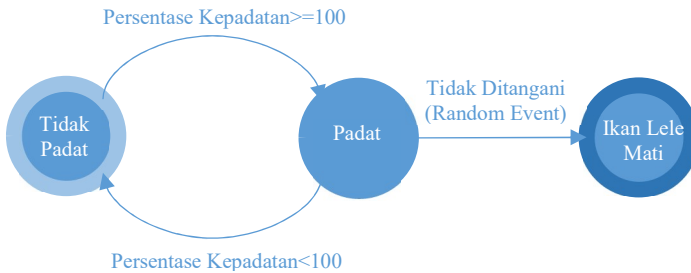 Persentase Kepadatan>=100
Tidak Ditangani
(Random Event)
Tidak
Padat
Padat
Ikan Lele
Mati
Persentase Kepadatan<100